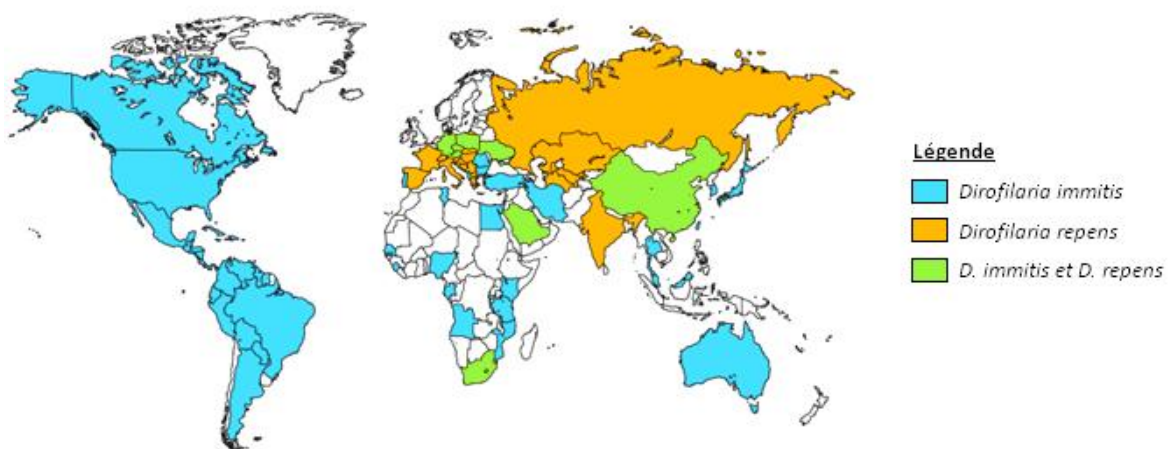 Légende
Dirofilaria immitis
Dirofilaria repens
D. immitis et D. repens